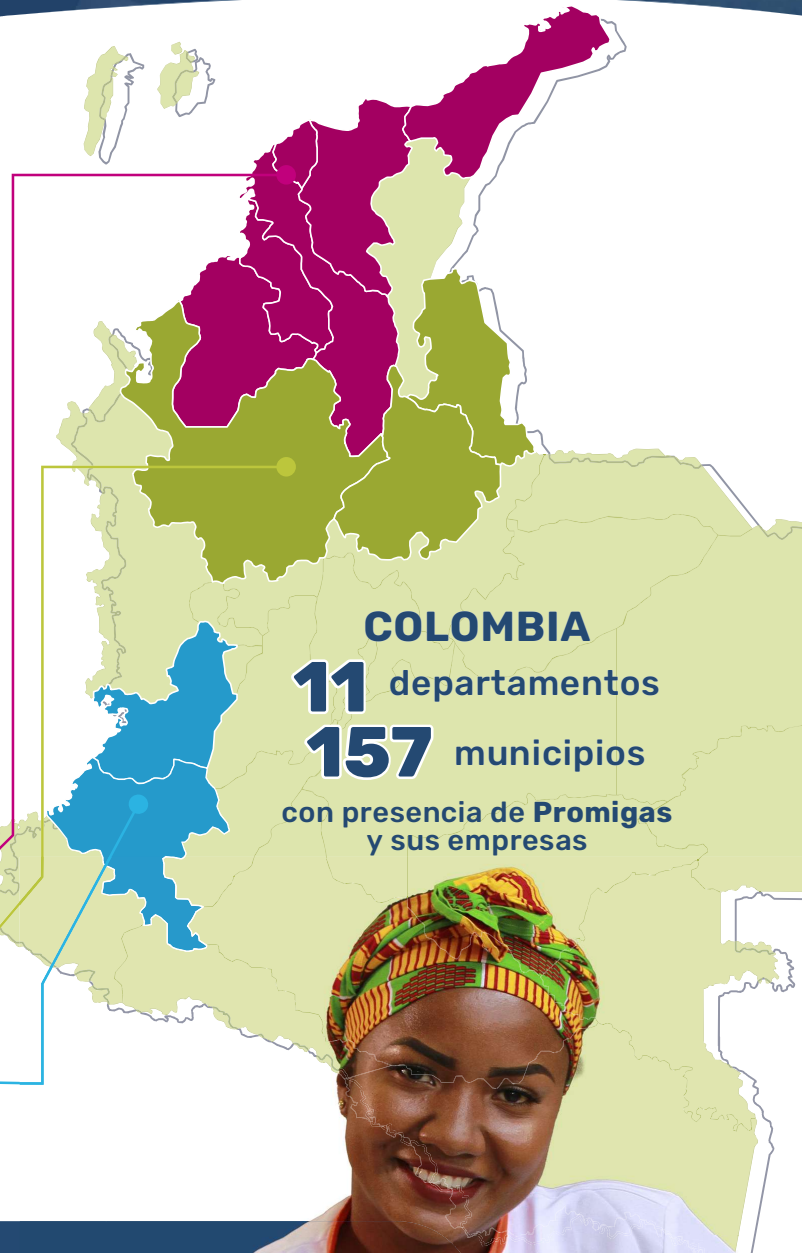 COLOMBIA
11 departamentos
157 municipios
con presencia de Promigas
y sus empresas